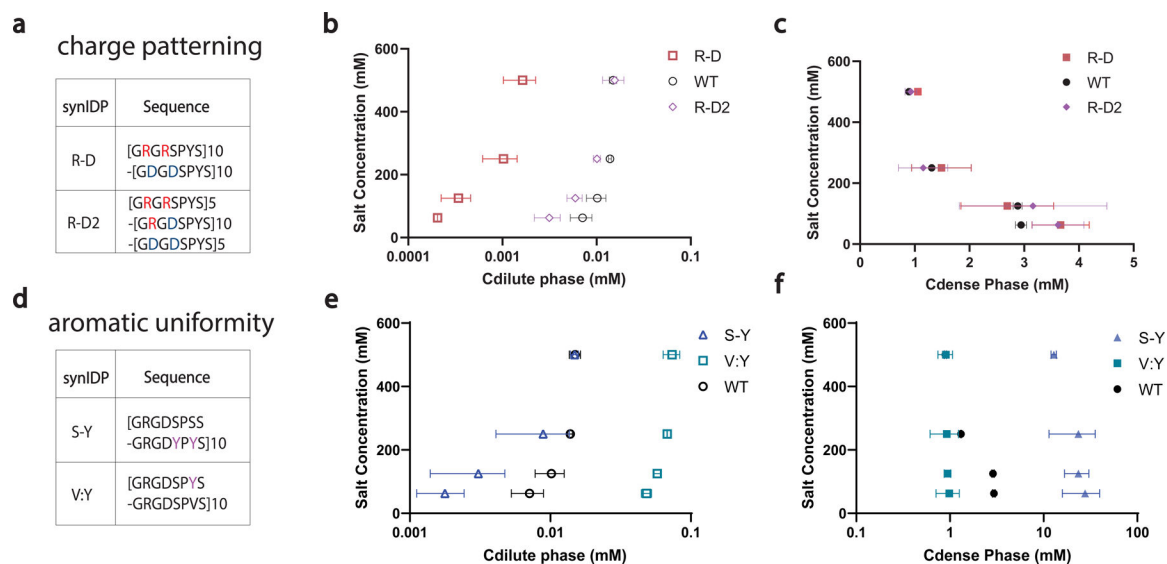 a
charge patterning
synIDP Sequence
R-D
[GRGRSPYS]10
-[GDGDSPYS]10
R-D2
[GRGRSPYS]5
-[GRGDSPYS]10
-[GDGDSPYS]5
b
600
400
200
0
Salt Concentration (mM)
0.0001 0.001 0.01 0.1
Cdilute phase (mM)
R-D
WT
R-D2
c
600
400
200
0
Salt Concentration (mM)
0 1 2 3 4 5
Cdense Phase (mM)
R-D
WT
R-D2
d
aromatic uniformity
synIDP Sequence
S-Y
[GRGDSPSS
-GRGDYPYS]10
V:Y
[GRGDSPYS
-GRGDSPVS]10
e
600
400
200
0
Salt Concentration (mM)
0.001 0.01 0.1
Cdilute phase (mM)
S-Y
V:Y
WT
f
600
400
200
0
Salt Concentration (mM)
0.1 1 10 100
Cdense Phase (mM)
S-Y
V:Y
WT